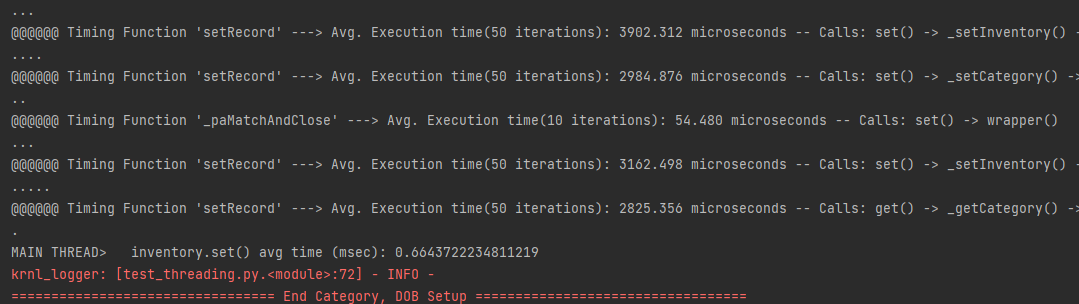 ...
@@@@@@ Timing Function 'setRecord' ---> Avg. Execution time(50 iterations): 3902.312 microseconds -- Calls: set() -> _setInventory() -
....
@@@@@@ Timing Function 'setRecord' ---> Avg. Execution time(50 iterations): 2984.876 microseconds -- Calls: set() -> _setCategory() ->
..
@@@@@@ Timing Function '_paMatchAndClose' ---> Avg. Execution time(10 iterations): 54.480 microseconds -- Calls: set() -> wrapper()
...
@@@@@@ Timing Function 'setRecord' ---> Avg. Execution time(50 iterations): 3162.498 microseconds -- Calls: set() -> _setInventory() -
.....
@@@@@@ Timing Function 'setRecord' ---> Avg. Execution time(50 iterations): 2825.356 microseconds -- Calls: get() -> _getCategory() ->
.
MAIN THREAD>   inventory.set() avg time (msec): 0.6643722234811219
krnl_logger: [test_threading.py.<module>:72] - INFO -
================================= End Category, DOB Setup ==================================